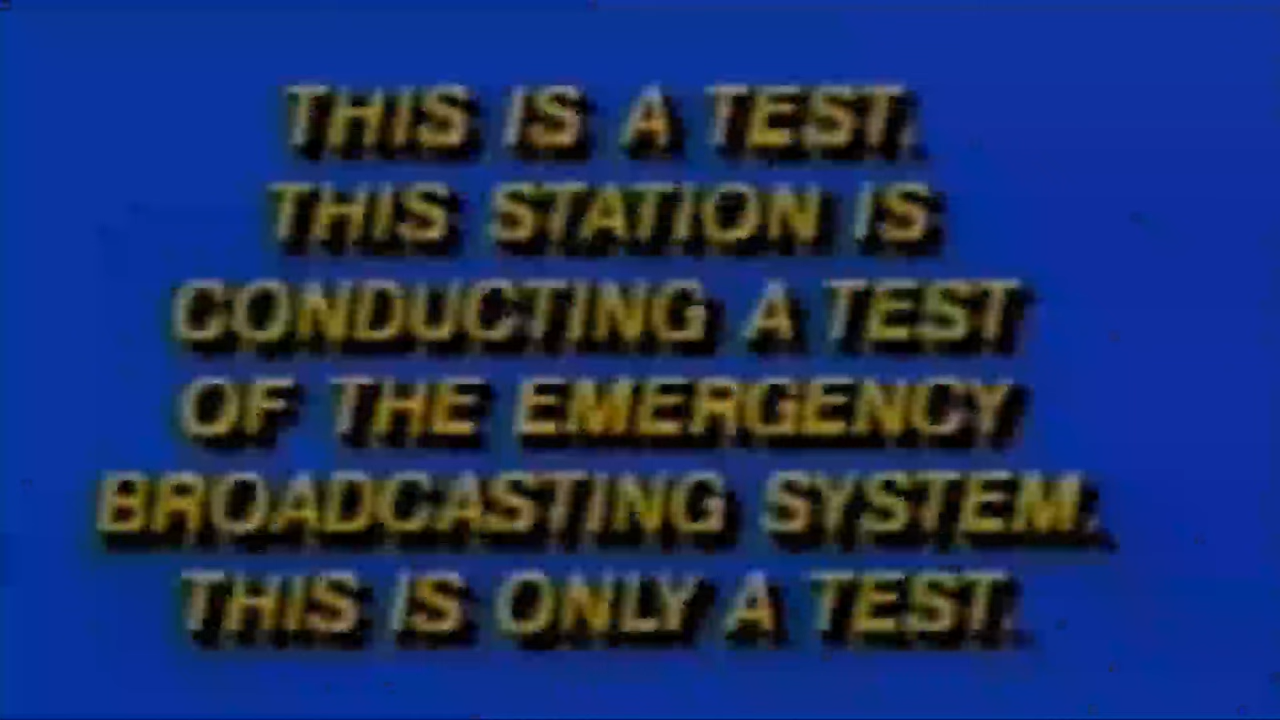 THIS IS A TEST.
THIS STATION IS
CONDUCTING A TEST
OF THE EMERGENCY
BROADCASTING SYSTEM.
THIS IS ONLY A TEST.